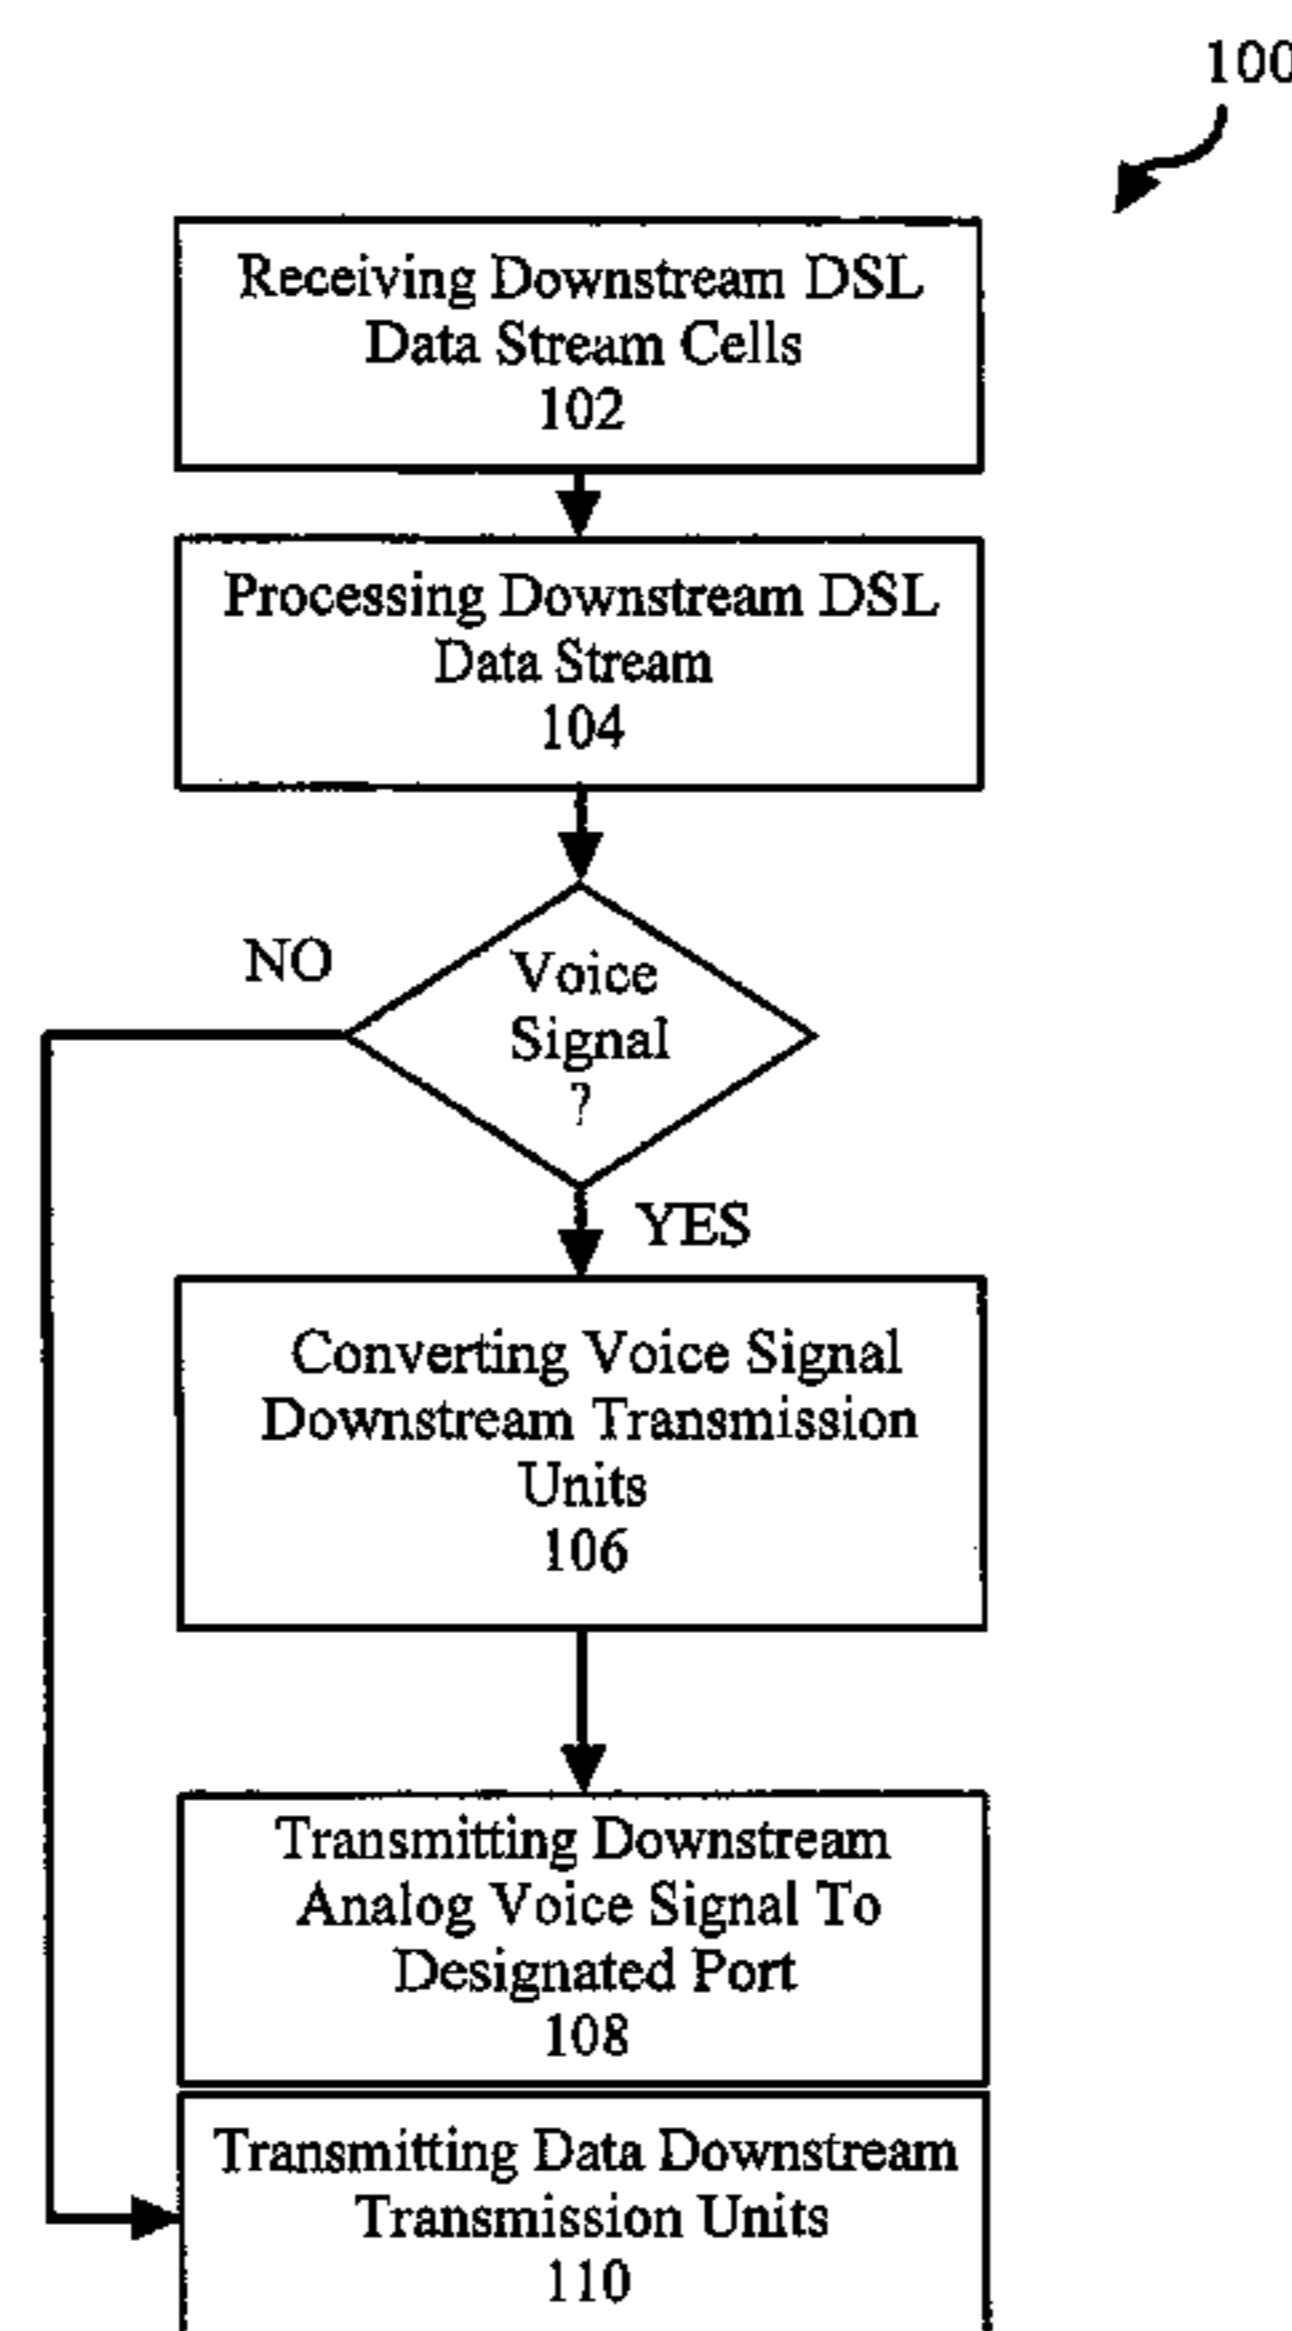 100
Receiving Downstream DSL
Data Stream Cells
102
Processing Downstream DSL
Data Stream
104
NO
Voice
Signal
?
YES
Converting Voice Signal
Downstream Transmission
Units
106
Transmitting Downstream
Analog Voice Signal To
Designated Port
108
Transmitting Data Downstream
Transmission Units
110